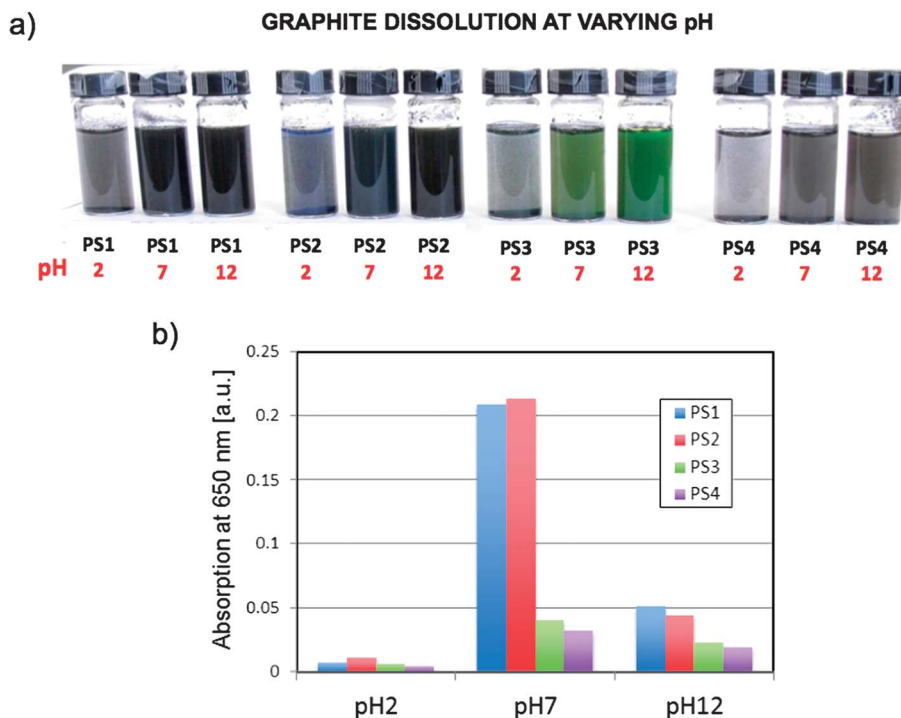 a)
GRAPHITE DISSOLUTION AT VARYING pH
PS1 PS1 PS1 PS2 PS2 PS2 PS3 PS3 PS3 PS4 PS4 PS4
pH 2 7 12 2 7 12 2 7 12 2 7 12
b)
Absorption at 650 nm [a.u.]
0.25
0.2
0.15
0.1
0.05
0
PS1
PS2
PS3
PS4
pH2 pH7 pH12